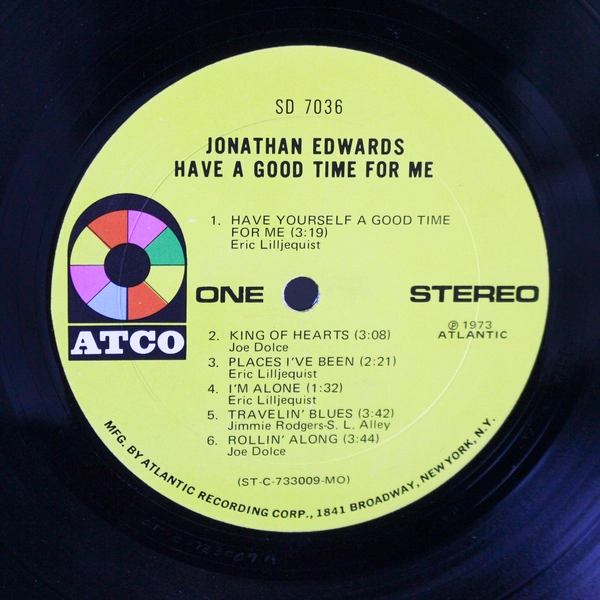 SD 7036
JONATHAN EDWARDS
HAVE A GOOD TIME FOR ME
1. HAVE YOURSELF A GOOD TIME
FOR ME (3:19)
Eric Lilljequist
ATCO
ONE
STEREO
℗ 1973
ATLANTIC
2. KING OF HEARTS (3:08)
Joe Dolce
3. PLACES I'VE BEEN (2:21)
Eric Lilljequist
4. I'M ALONE (1:32)
Eric Lilljequist
5. TRAVELIN' BLUES (3:42)
Jimmie Rodgers-S. L. Alley
6. ROLLIN' ALONG (3:44)
Joe Dolce
(ST-C-733009-MO)
MFG. BY ATLANTIC RECORDING CORP., 1841 BROADWAY, NEW YORK, N.Y.